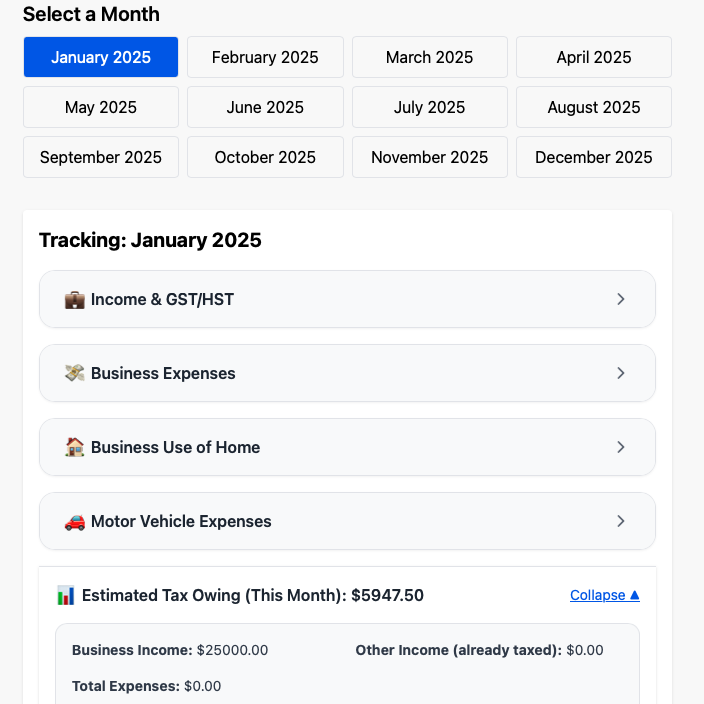 Select a Month
January 2025 February 2025 March 2025 April 2025
May 2025 June 2025 July 2025 August 2025
September 2025 October 2025 November 2025 December 2025
Tracking: January 2025
Income & GST/HST
Business Expenses
Business Use of Home
Motor Vehicle Expenses
Estimated Tax Owing (This Month): $5947.50 Collapse ▲
Business Income: $25000.00 Other Income (already taxed): $0.00
Total Expenses: $0.00